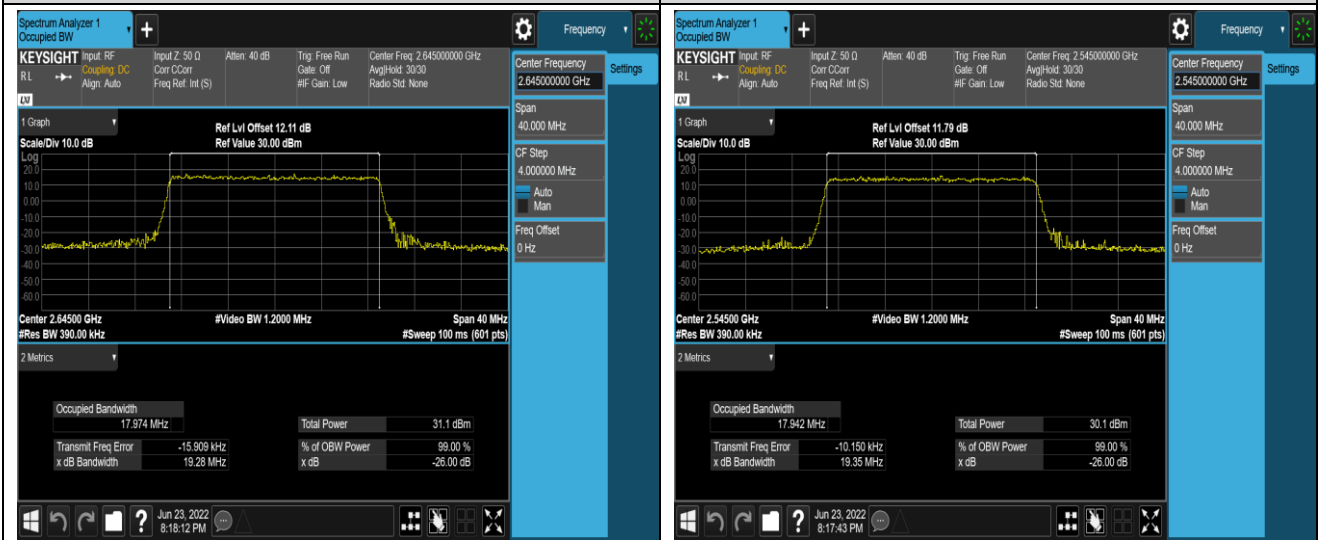 Spectrum Analyzer 1
Occupied BW
Frequency
KEYSIGHT Input: RF
RL
Coupling: DC
Align: Auto
Input Z: 50 Ω
Corr CCorr
Freq Ref: Int (S)
Atten: 40 dB
Trig: Free Run
Gate: Off
#IF Gain: Low
Center Freq: 2.645000000 GHz
Avg|Hold: 30/30
Radio Std: None
LXI
Center Frequency
2.645000000 GHz
Settings
Span
40.000 MHz
CF Step
4.000000 MHz
Auto
Man
Freq Offset
0 Hz
1 Graph
Scale/Div 10.0 dB
Ref Lvl Offset 12.11 dB
Ref Value 30.00 dBm
Log
20.0
10.0
0.00
-10.0
-20.0
-30.0
-40.0
-50.0
-60.0
Center 2.64500 GHz
#Res BW 390.00 kHz
#Video BW 1.2000 MHz
Span 40 MHz
#Sweep 100 ms (601 pts)
2 Metrics
Occupied Bandwidth
17.974 MHz
Total Power 31.1 dBm
Transmit Freq Error -15.909 kHz
% of OBW Power 99.00 %
x dB Bandwidth 19.28 MHz
x dB -26.00 dB
?
Jun 23, 2022
8:18:12 PM
Spectrum Analyzer 1
Occupied BW
Frequency
KEYSIGHT Input: RF
RL
Coupling: DC
Align: Auto
Input Z: 50 Ω
Corr CCorr
Freq Ref: Int (S)
Atten: 40 dB
Trig: Free Run
Gate: Off
#IF Gain: Low
Center Freq: 2.545000000 GHz
Avg|Hold: 30/30
Radio Std: None
LXI
Center Frequency
2.545000000 GHz
Settings
Span
40.000 MHz
CF Step
4.000000 MHz
Auto
Man
Freq Offset
0 Hz
1 Graph
Scale/Div 10.0 dB
Ref Lvl Offset 11.79 dB
Ref Value 30.00 dBm
Log
20.0
10.0
0.00
-10.0
-20.0
-30.0
-40.0
-50.0
-60.0
Center 2.54500 GHz
#Res BW 390.00 kHz
#Video BW 1.2000 MHz
Span 40 MHz
#Sweep 100 ms (601 pts)
2 Metrics
Occupied Bandwidth
17.942 MHz
Total Power 30.1 dBm
Transmit Freq Error -10.150 kHz
% of OBW Power 99.00 %
x dB Bandwidth 19.35 MHz
x dB -26.00 dB
?
Jun 23, 2022
8:17:43 PM